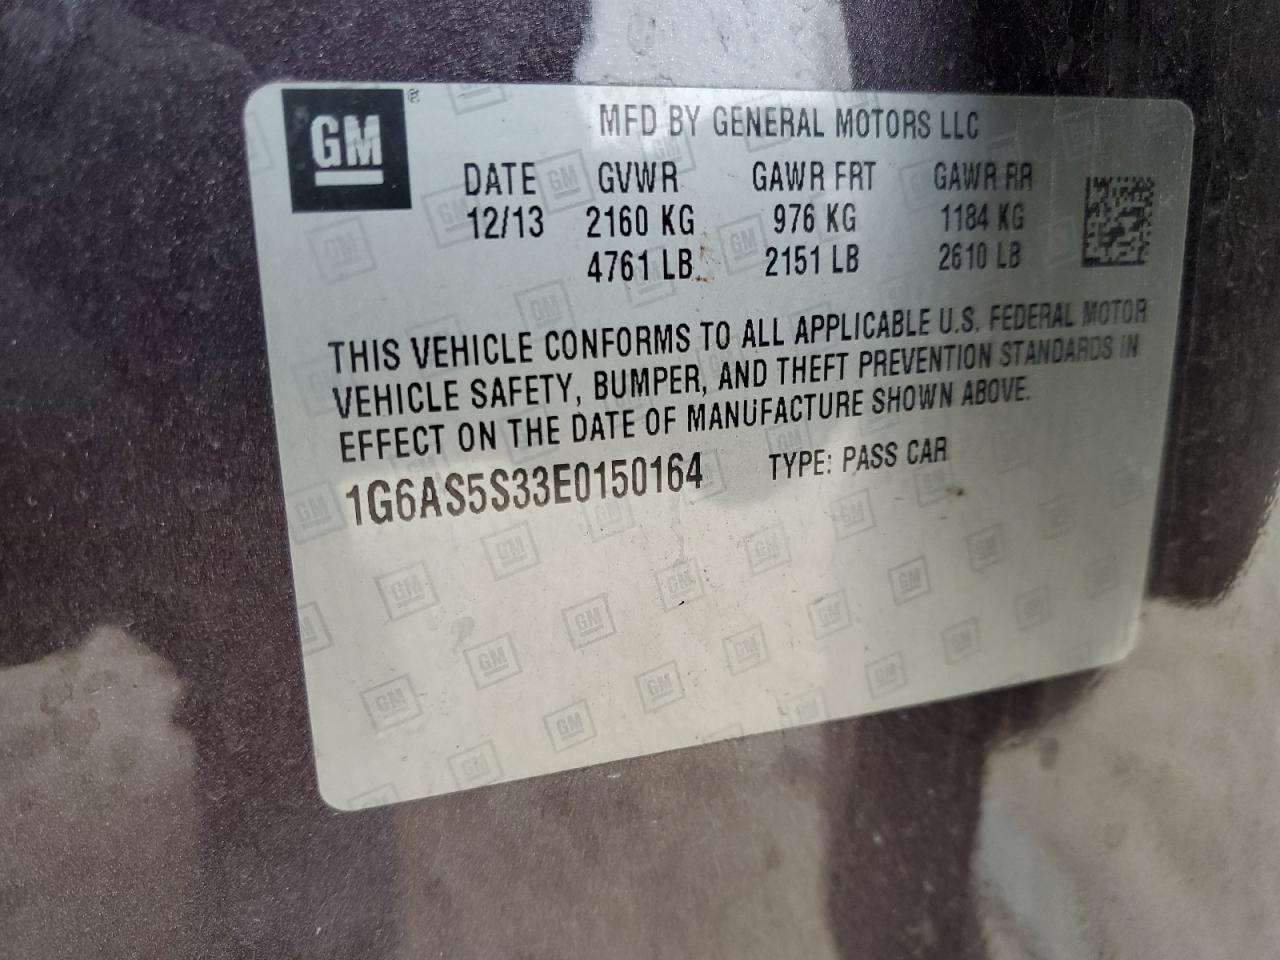 GM ®
MFD BY GENERAL MOTORS LLC
DATE GVWR GAWR FRT GAWR RR
12/13 2160 KG 976 KG 1184 KG
4761 LB 2151 LB 2610 LB
THIS VEHICLE CONFORMS TO ALL APPLICABLE U.S. FEDERAL MOTOR
VEHICLE SAFETY, BUMPER, AND THEFT PREVENTION STANDARDS IN
EFFECT ON THE DATE OF MANUFACTURE SHOWN ABOVE.
1G6AS5S33E0150164 TYPE: PASS CAR